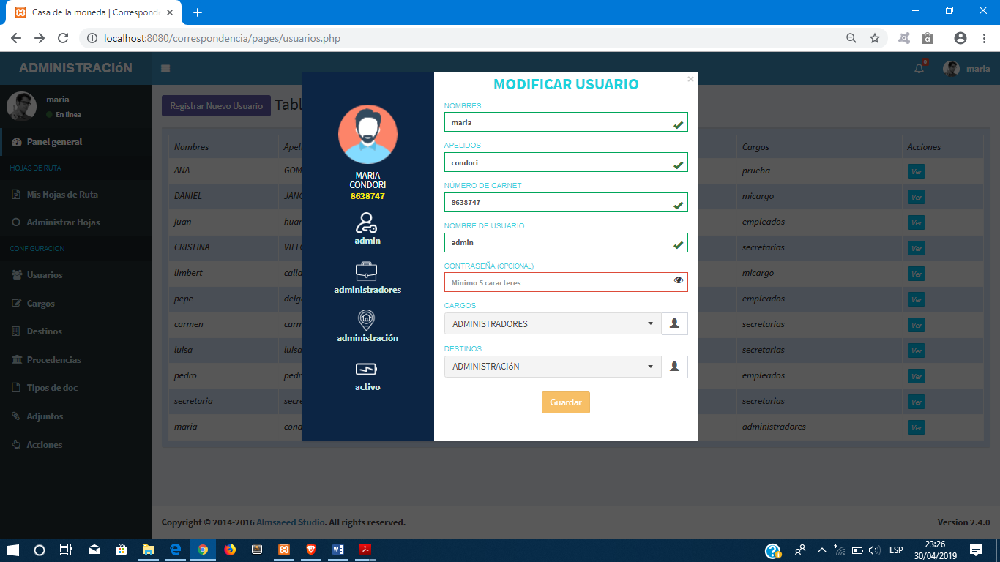 Casa de la moneda | Correspond
localhost:8080/correspondencia/pages/usuarios.php
ADMINISTRACIóN
0
maria
maria
En linea
Panel general
HOJAS DE RUTA
Mis Hojas de Ruta
Administrar Hojas
CONFIGURACION
Usuarios
Cargos
Destinos
Procedencias
Tipos de doc
Adjuntos
Acciones
Registrar Nuevo Usuario Tabl
Nombres Apeli Cargos Acciones
ANA GOM prueba Ver
DANIEL JANC micargo Ver
juan huar empleados Ver
CRISTINA VILLC secretarias Ver
limbert calla micargo Ver
pepe delg empleados Ver
carmen carm secretarias Ver
luisa luisa secretarias Ver
pedro pedr empleados Ver
secretaria secre secretarias Ver
maria cond administradores Ver
MARIA
CONDORI
8638747
admin
administradores
administración
activo
MODIFICAR USUARIO
×
NOMBRES
maria
APELIDOS
condori
NÚMERO DE CARNET
8638747
NOMBRE DE USUARIO
admin
CONTRASEÑA (OPCIONAL)
Minimo 5 caracteres
CARGOS
ADMINISTRADORES
DESTINOS
ADMINISTRACIóN
Guardar
Copyright © 2014-2016 Almsaeed Studio. All rights reserved.
Version 2.4.0
ESP
23:26
30/04/2019